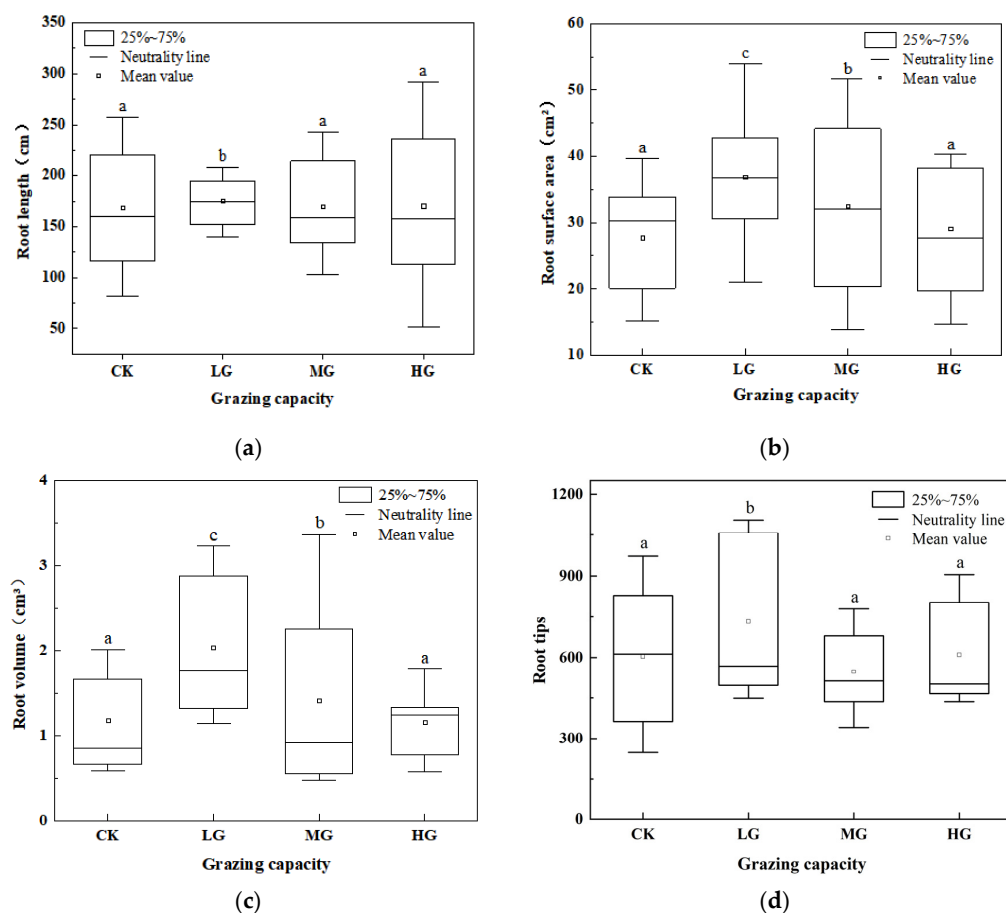 350
300
250
200
150
100
50
Root length（cm）
25%~75%
Neutrality line
Mean value
a
b
a
a
CK
LG
MG
HG
Grazing capacity
(a)
60
50
40
30
20
10
Root surface area（cm²）
25%~75%
Neutrality line
Mean value
a
c
b
a
CK
LG
MG
HG
Grazing capacity
(b)
4
3
2
1
0
Root volume（cm³）
25%~75%
Neutrality line
Mean value
a
c
b
a
CK
LG
MG
HG
Grazing capacity
(c)
1200
900
600
300
0
Root tips
25%~75%
Neutrality line
Mean value
a
b
a
a
CK
LG
MG
HG
Grazing capacity
(d)